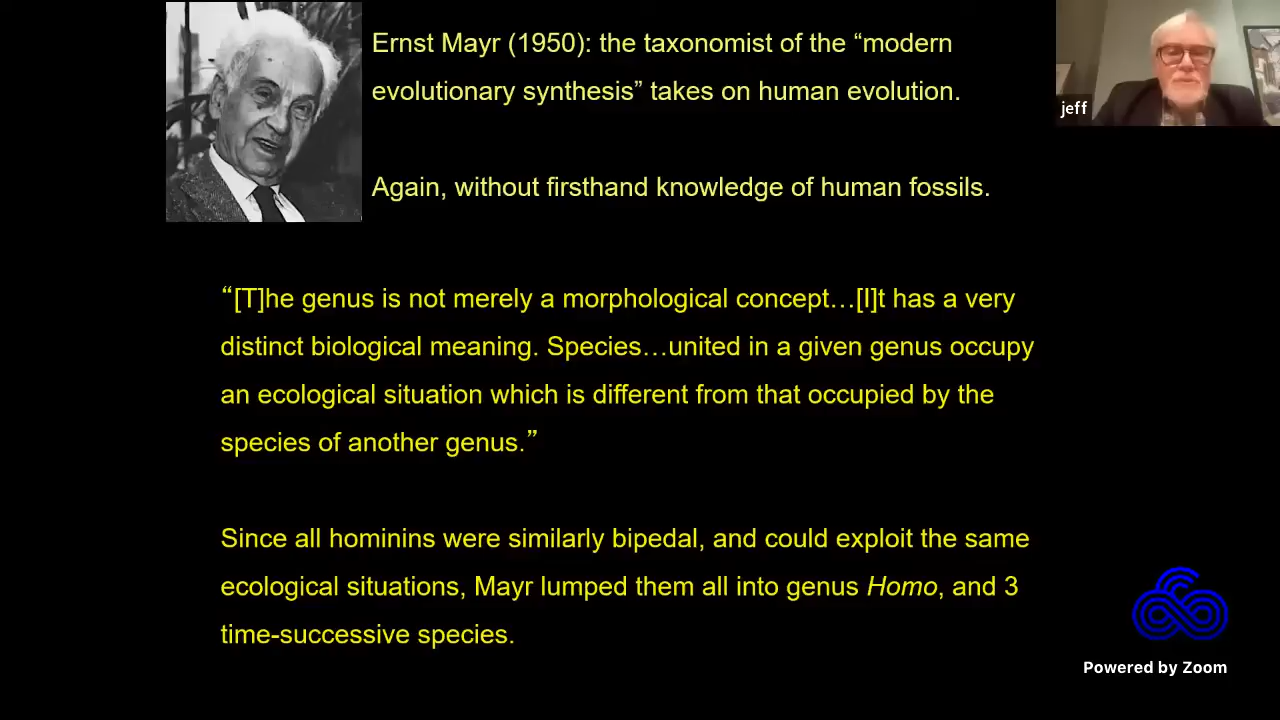 Ernst Mayr (1950): the taxonomist of the “modern
evolutionary synthesis” takes on human evolution.
jeff
Again, without firsthand knowledge of human fossils.
“[T]he genus is not merely a morphological concept…[I]t has a very
distinct biological meaning. Species…united in a given genus occupy
an ecological situation which is different from that occupied by the
species of another genus.”
Since all hominins were similarly bipedal, and could exploit the same
ecological situations, Mayr lumped them all into genus Homo, and 3
time-successive species.
Powered by Zoom